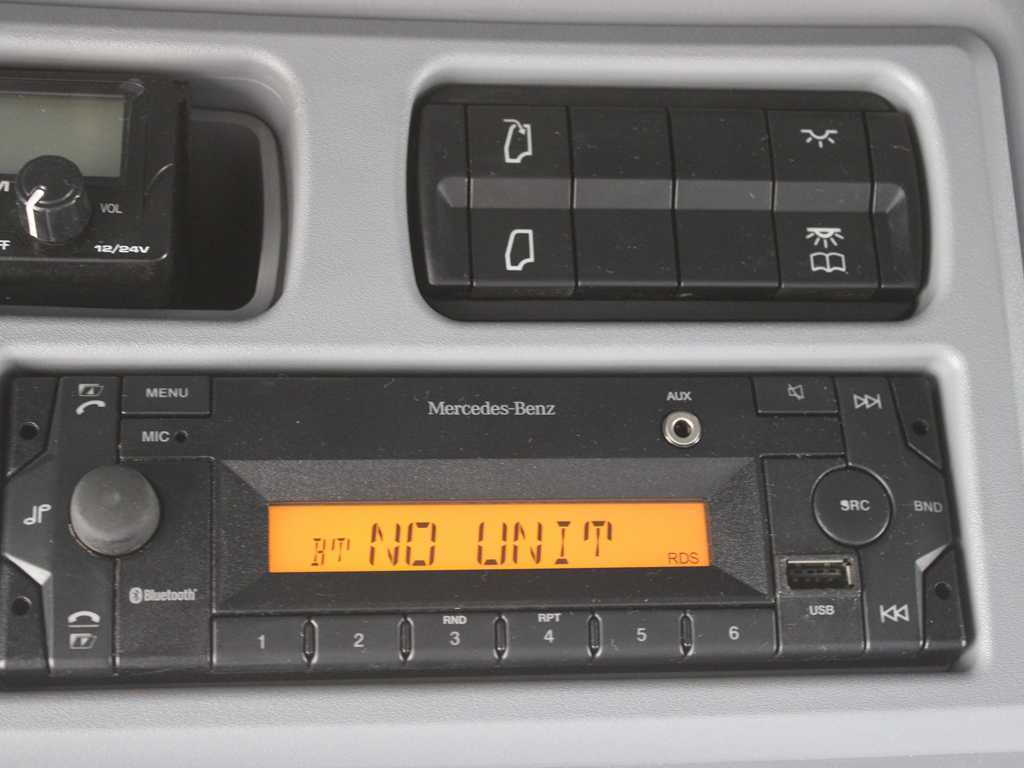 VOL
12/24V
MENU
MIC
Mercedes-Benz
AUX
SRC
BND
BT NO UNIT
RDS
Bluetooth
USB
1
2
RND
3
RPT
4
5
6